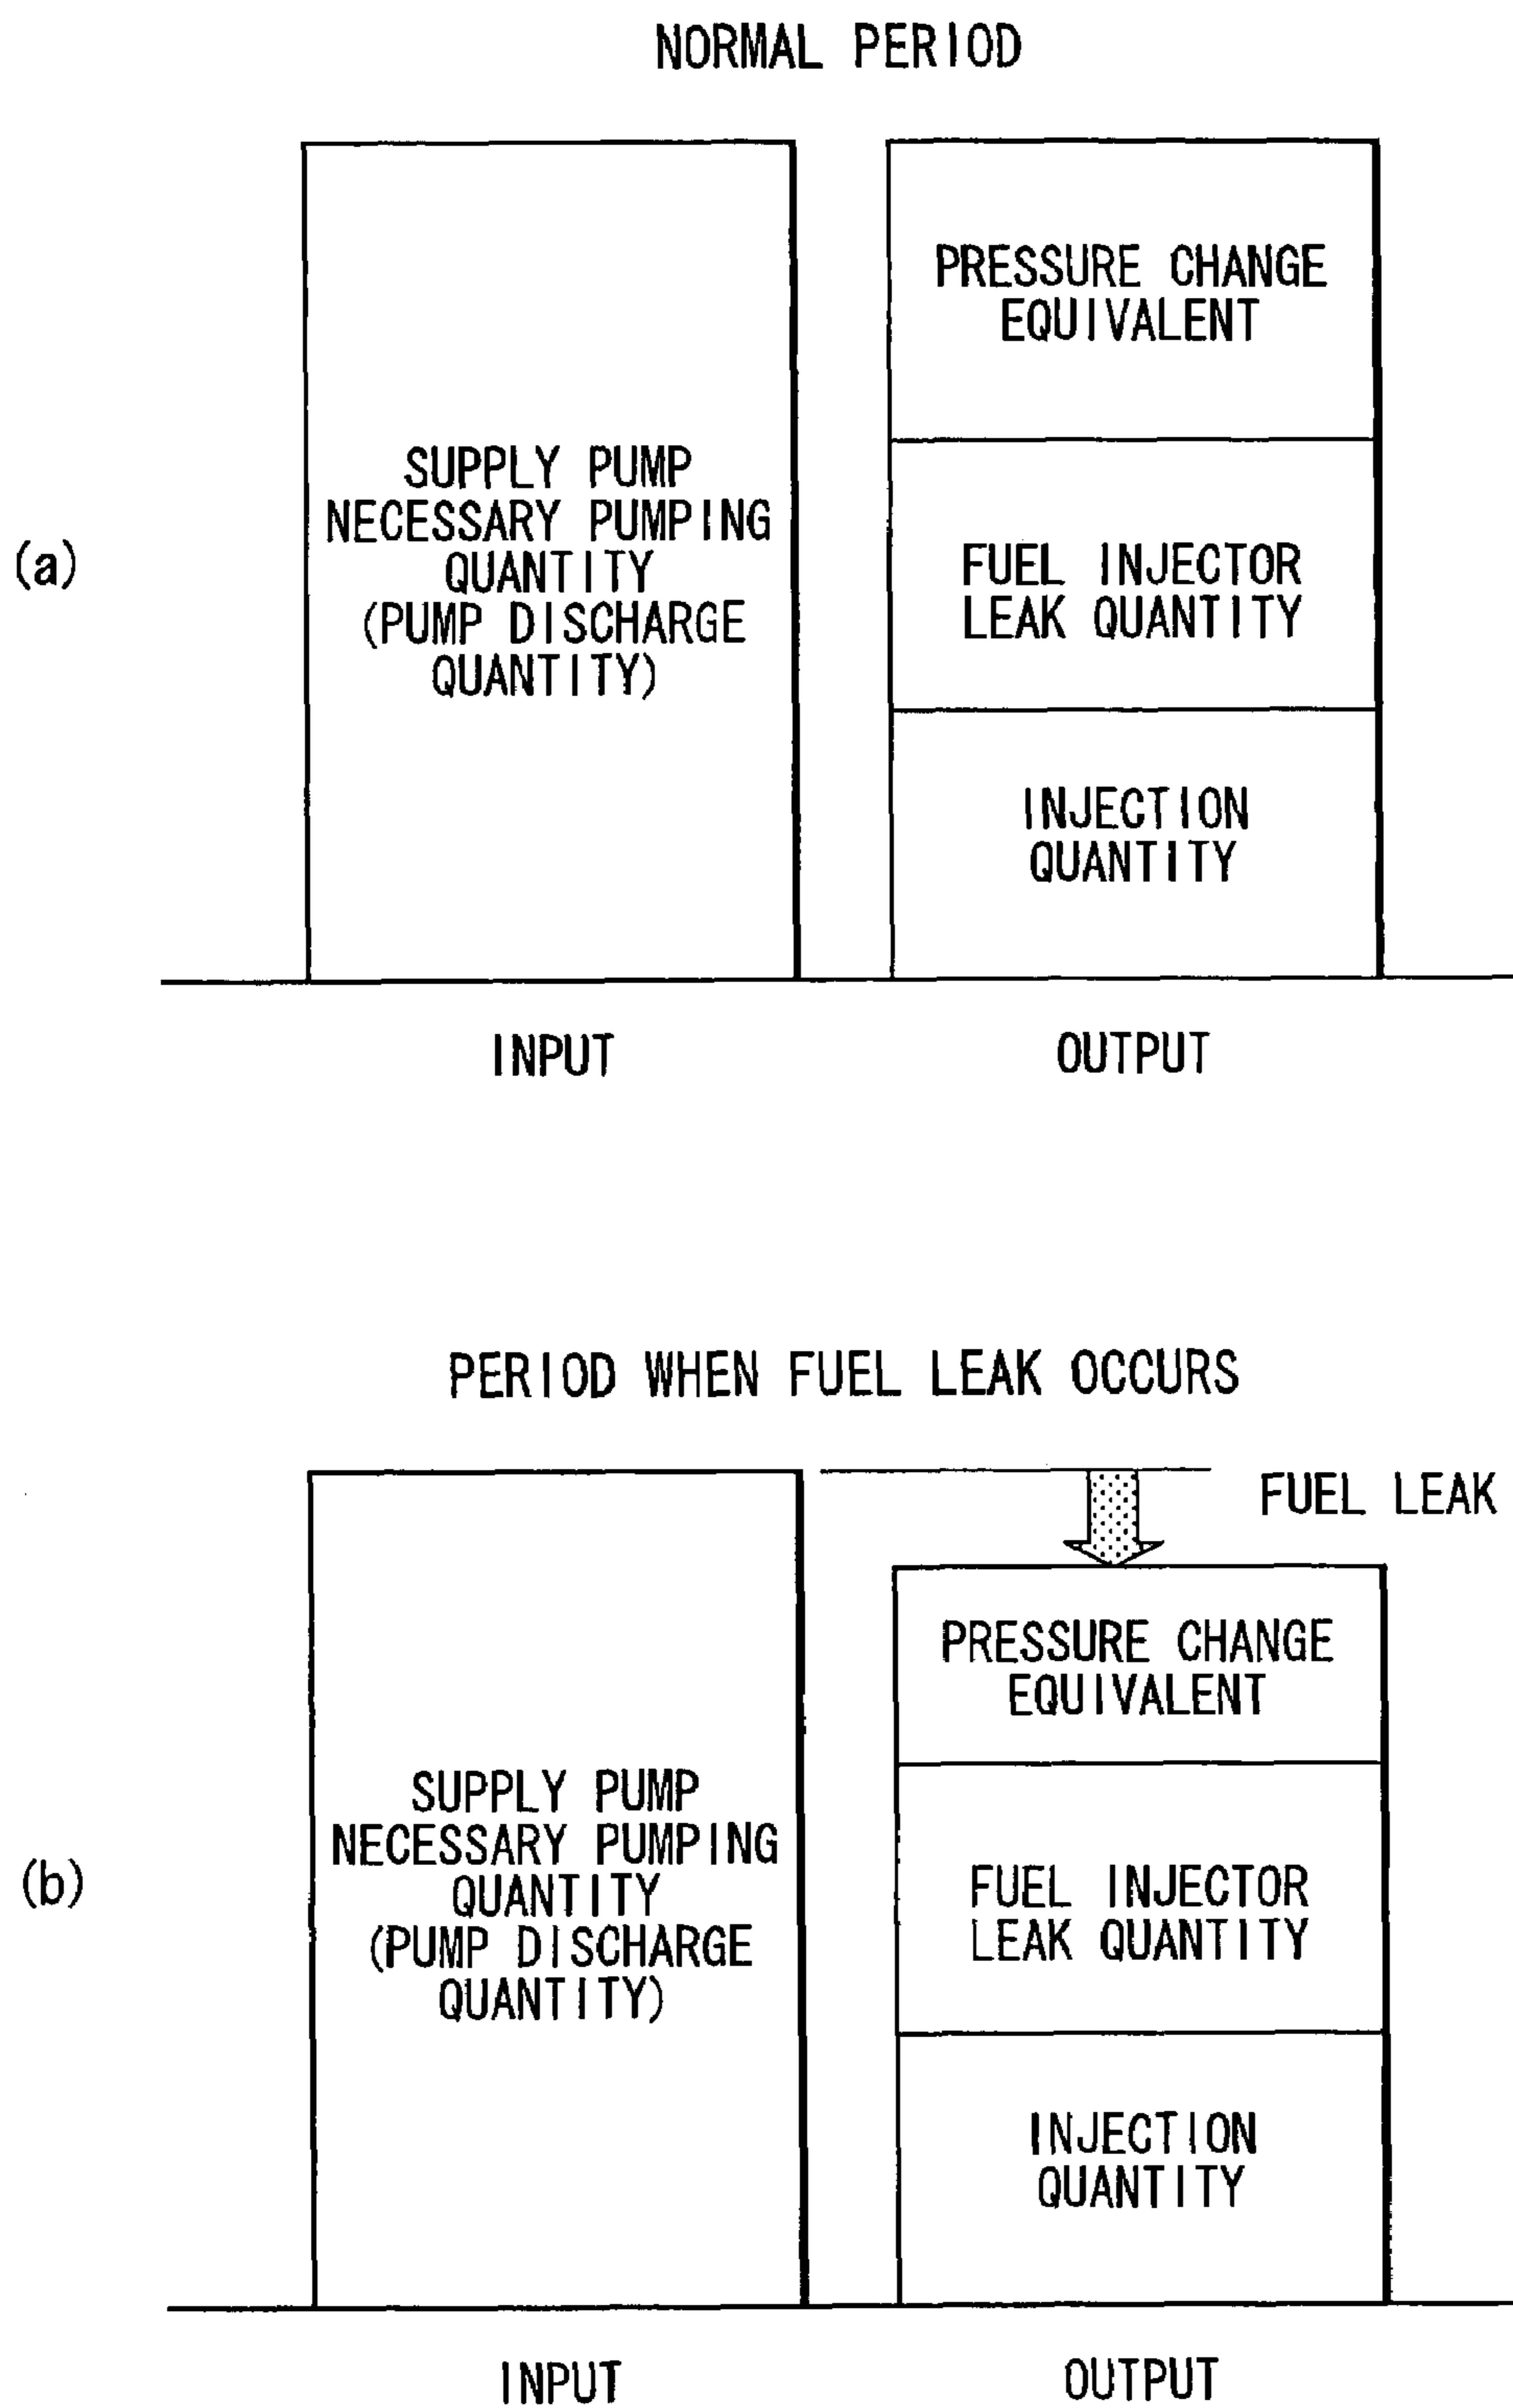 NORMAL PERIOD
(a)
SUPPLY PUMP
NECESSARY PUMPING
QUANTITY
(PUMP DISCHARGE
QUANTITY)
PRESSURE CHANGE
EQUIVALENT
FUEL INJECTOR
LEAK QUANTITY
INJECTION
QUANTITY
INPUT
OUTPUT
PERIOD WHEN FUEL LEAK OCCURS
FUEL LEAK
(b)
SUPPLY PUMP
NECESSARY PUMPING
QUANTITY
(PUMP DISCHARGE
QUANTITY)
PRESSURE CHANGE
EQUIVALENT
FUEL INJECTOR
LEAK QUANTITY
INJECTION
QUANTITY
INPUT
OUTPUT